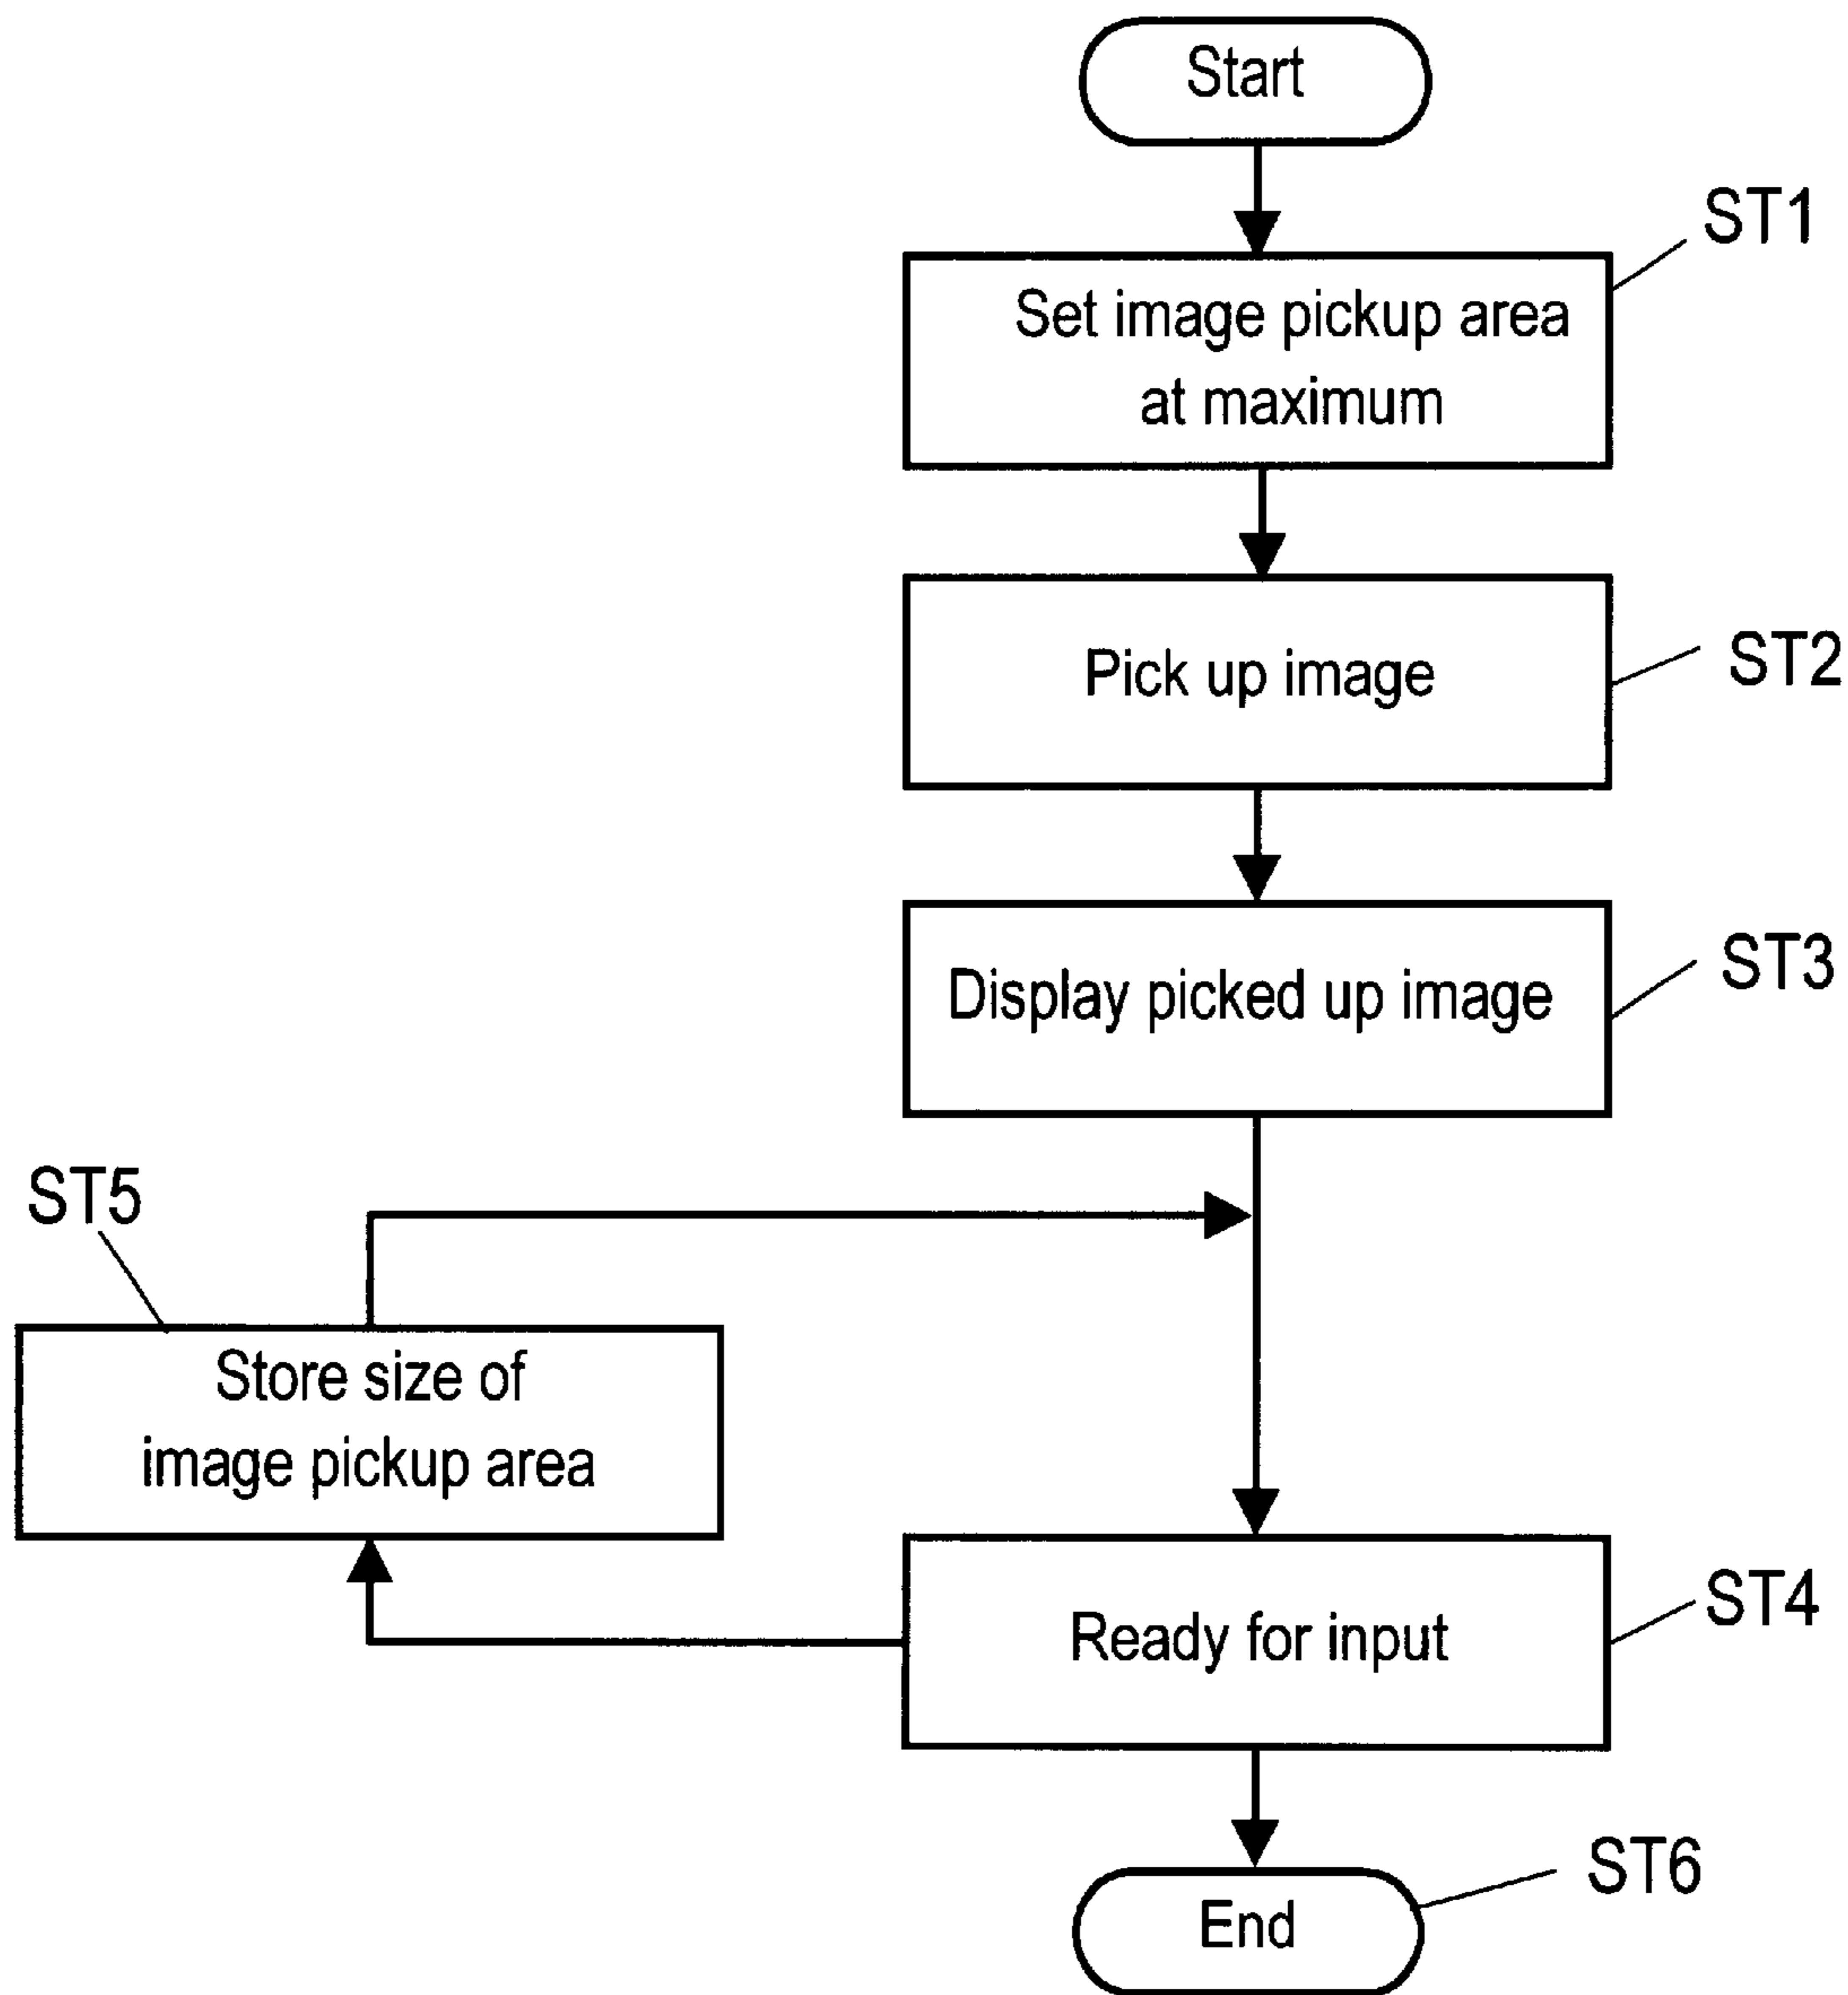 Start
ST1
Set image pickup area
at maximum
Pick up image
ST2
Display picked up image
ST3
ST5
Store size of
image pickup area
Ready for input
ST4
End
ST6